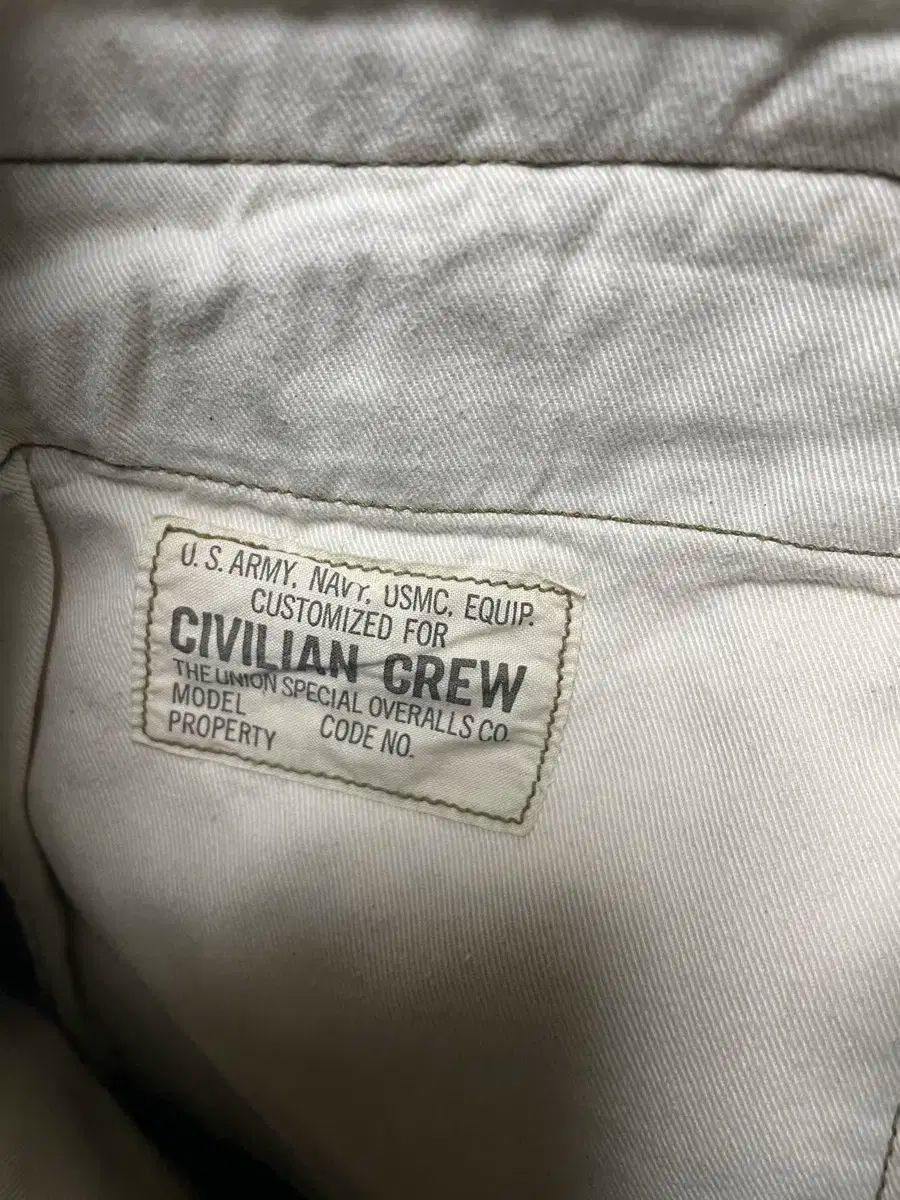 U. S. ARMY. NAVY. USMC. EQUIP.
CUSTOMIZED FOR
CIVILIAN CREW
THE UNION SPECIAL OVERALLS CO.
MODEL
PROPERTY CODE NO.